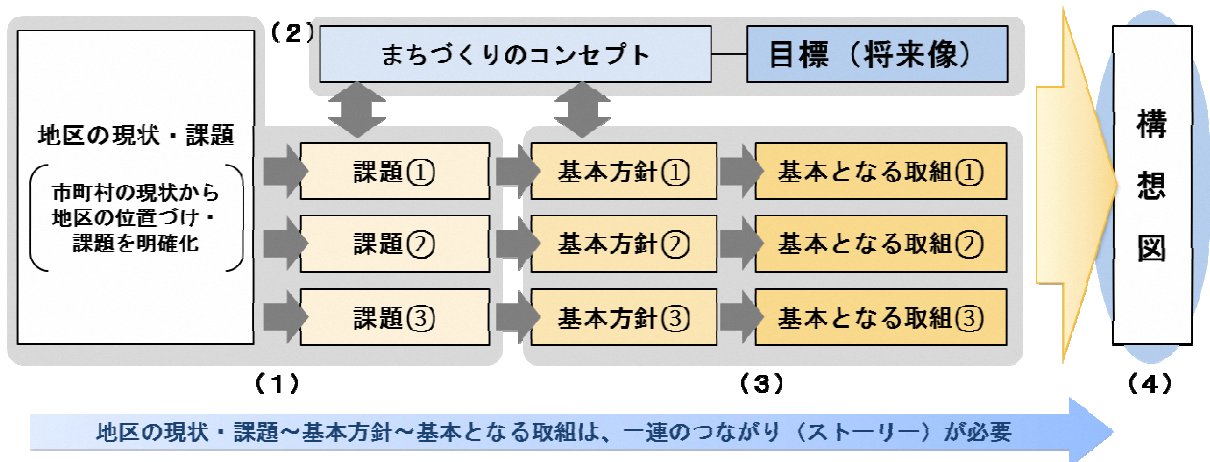 (2)
まちづくりのコンセプト
目標(将来像)
地区の現状・課題
市町村の現状から
地区の位置づけ・
課題を明確化
課題①
基本方針①
基本となる取組①
課題②
基本方針②
基本となる取組②
課題③
基本方針③
基本となる取組③
構
想
図
(1)
(3)
(4)
地区の現状・課題~基本方針~基本となる取組は、一連のつながり(ストーリー)が必要